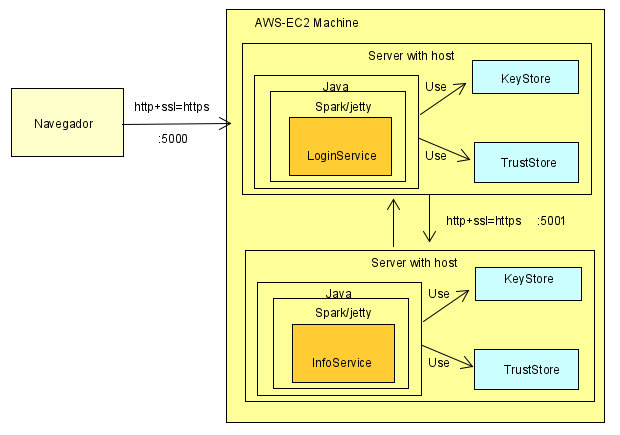 AWS-EC2 Machine
Server with host
Java
Spark/jetty
LoginService
Use
KeyStore
Use
TrustStore
Navegador
http+ssl=https
:5000
http+ssl=https :5001
Server with host
Java
Spark/jetty
InfoService
Use
KeyStore
Use
TrustStore